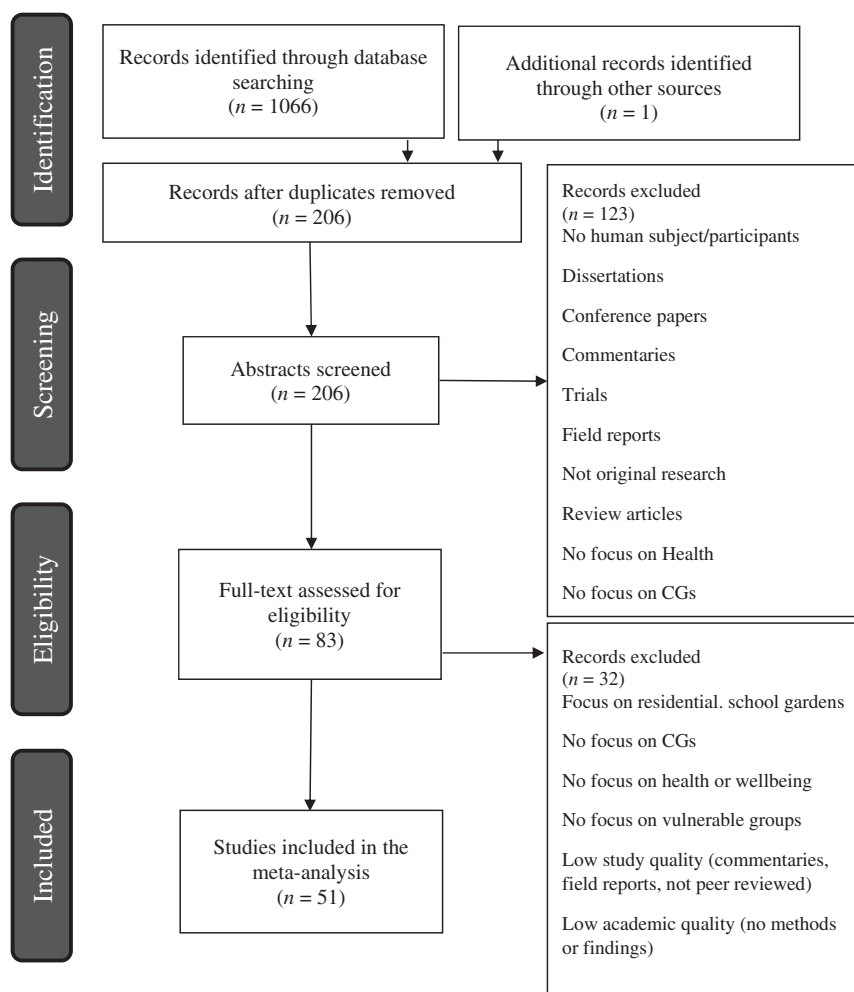 Identification
Records identified through database
searching
(n = 1066)
Additional records identified
through other sources
(n = 1)
Records after duplicates removed
(n = 206)
Screening
Abstracts screened
(n = 206)
Records excluded
(n = 123)
No human subject/participants
Dissertations
Conference papers
Commentaries
Trials
Field reports
Not original research
Review articles
No focus on Health
No focus on CGs
Eligibility
Full-text assessed for
eligibility
(n = 83)
Records excluded
(n = 32)
Focus on residential. school gardens
No focus on CGs
No focus on health or wellbeing
No focus on vulnerable groups
Low study quality (commentaries,
field reports, not peer reviewed)
Low academic quality (no methods
or findings)
Included
Studies included in the
meta-analysis
(n = 51)